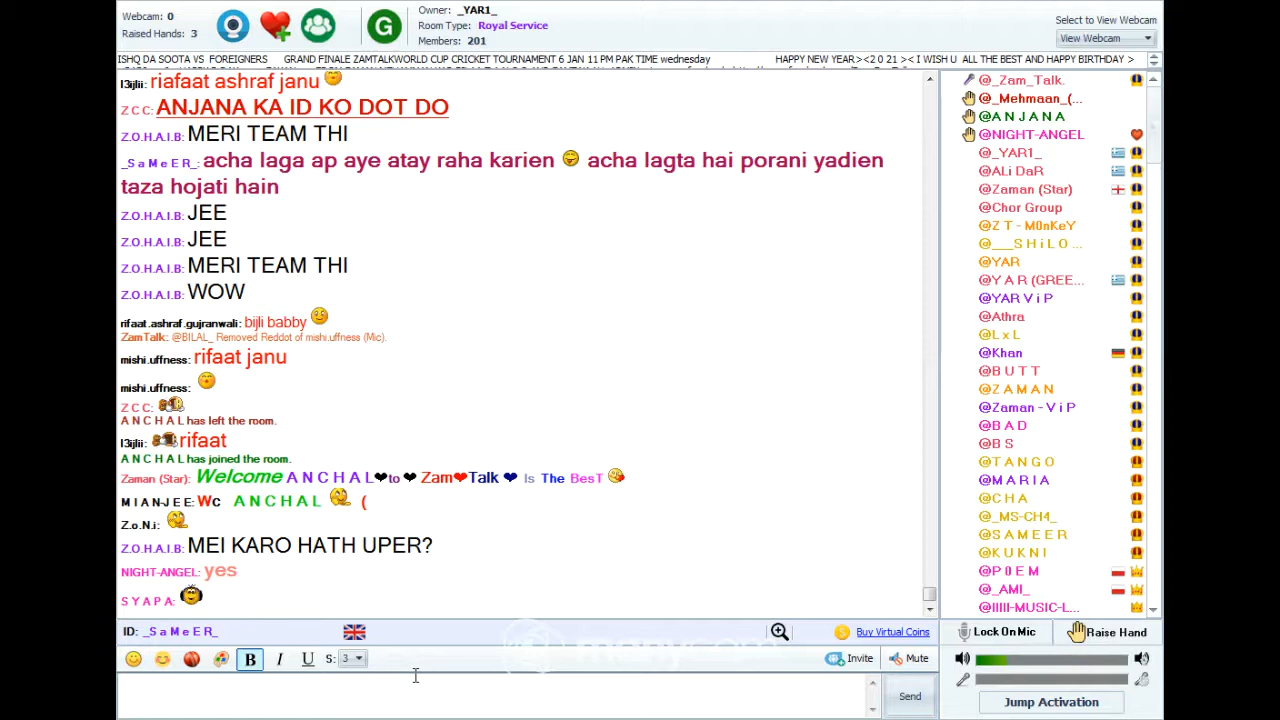 Webcam: 0
Raised Hands: 3
G
Owner: _YAR1_
Room Type: Royal Service
Members: 201
Select to View Webcam
View Webcam
ISHQ DA SOOTA VS FOREIGNERS GRAND FINALE ZAMTALKWORLD CUP CRICKET TOURNAMENT 6 JAN 11 PM PAK TIME wednesday HAPPY NEW YEAR><2 0 21 >< I WISH U ALL THE BEST AND HAPPY BIRTHDAY >
l3ijlii: riafaat ashraf janu
Z C C: ANJANA KA ID KO DOT DO
Z.O.H.A.I.B: MERI TEAM THI
_S a M e E R_: acha laga ap aye atay raha karien acha lagta hai porani yadien
taza hojati hain
Z.O.H.A.I.B: JEE
Z.O.H.A.I.B: JEE
Z.O.H.A.I.B: MERI TEAM THI
Z.O.H.A.I.B: WOW
rifaat.ashraf.gujranwali: bijli babby
ZamTalk: @BILAL_ Removed Reddot of mishi.uffness (Mic).
mishi.uffness: rifaat janu
mishi.uffness:
Z C C:
A N C H A L has left the room.
l3ijlii: rifaat
A N C H A L has joined the room.
Zaman (Star): Welcome A N C H A L❤to ❤ Zam❤Talk ❤ Is The BesT
M I A N-J E E: Wc A N C H A L (
Z.o.N.i:
Z.O.H.A.I.B: MEI KARO HATH UPER?
NIGHT-ANGEL: yes
S Y A P A:
@_Zam_Talk.
@_Mehmaan_(...
@A N J A N A
@NIGHT-ANGEL
@_YAR1_
@ALi DaR
@Zaman (Star)
@Chor Group
@Z T - M0nKeY
@___S H i L O ...
@YAR
@Y A R (GREE...
@YAR V i P
@Athra
@L x L
@Khan
@B U T T
@Z A M A N
@Zaman - V i P
@B A D
@B S
@T A N G O
@M A R I A
@C H A
@_MS-CH4_
@S A M E E R
@K U K N I
@P 0 E M
@_AMI_
@IIIII-MUSIC-L...
ID: _S a M e E R_
Buy Virtual Coins
Lock On Mic
Raise Hand
B I U S: 3
Invite
Mute
Send
Jump Activation